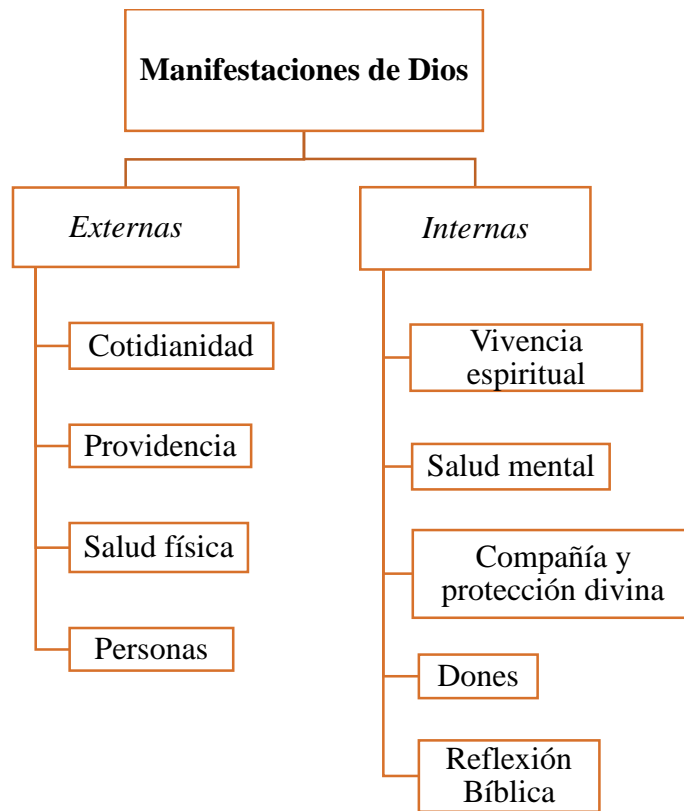 Manifestaciones de Dios
Externas
Cotidianidad
Providencia
Salud física
Personas
Internas
Vivencia
espiritual
Salud mental
Compañía y
protección divina
Dones
Reflexión
Bíblica